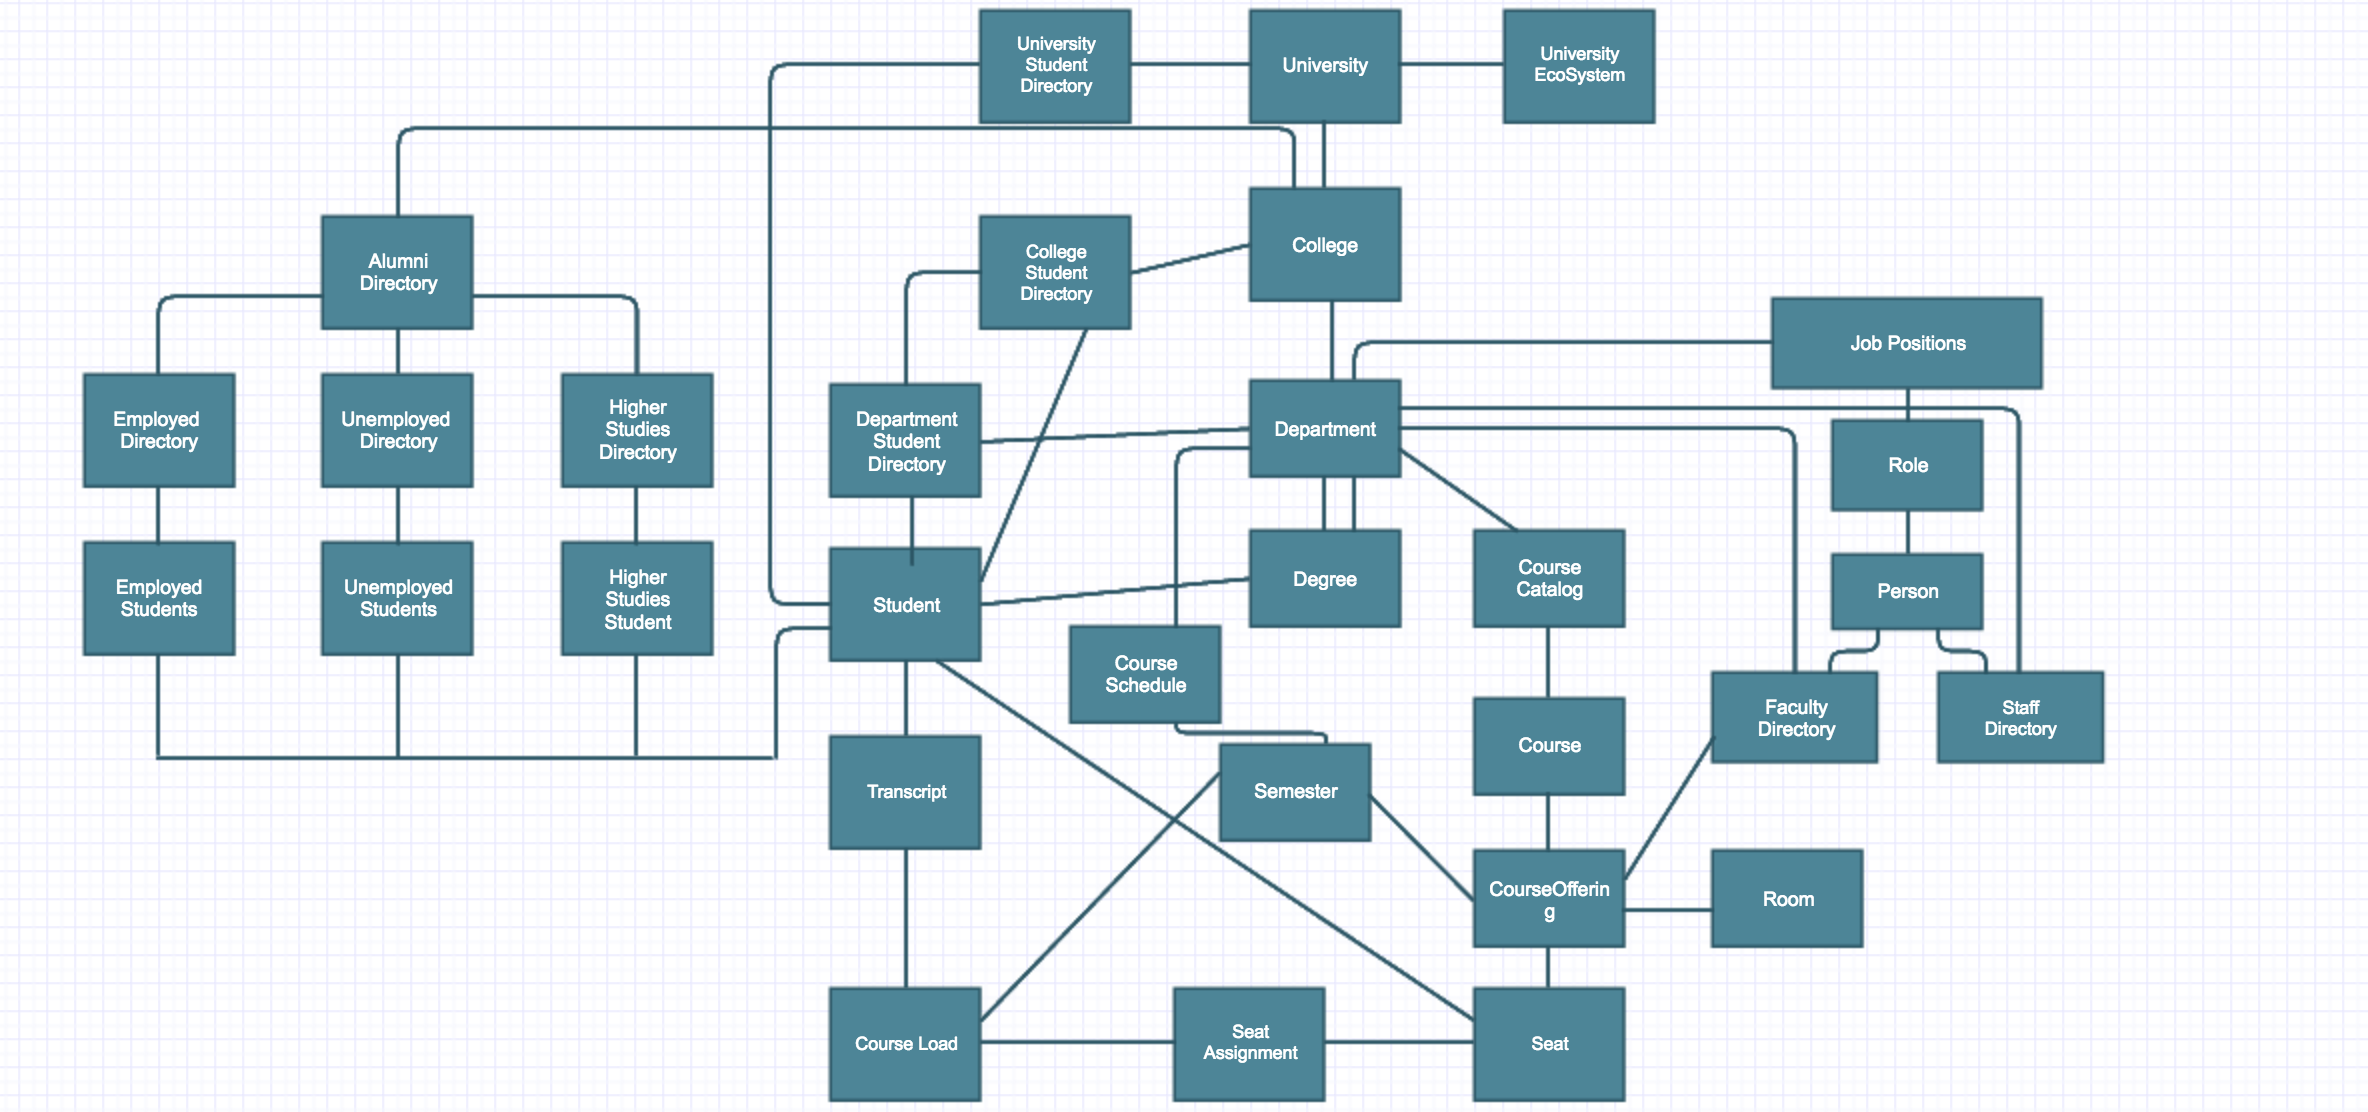 University
Student
Directory
University
University
EcoSystem
Alumni
Directory
College
Student
Directory
College
Job Positions
Employed
Directory
Unemployed
Directory
Higher
Studies
Directory
Department
Student
Directory
Department
Role
Employed
Students
Unemployed
Students
Higher
Studies
Student
Student
Degree
Course
Catalog
Person
Course
Schedule
Faculty
Directory
Staff
Directory
Transcript
Semester
Course
CourseOfferin
g
Room
Course Load
Seat
Assignment
Seat